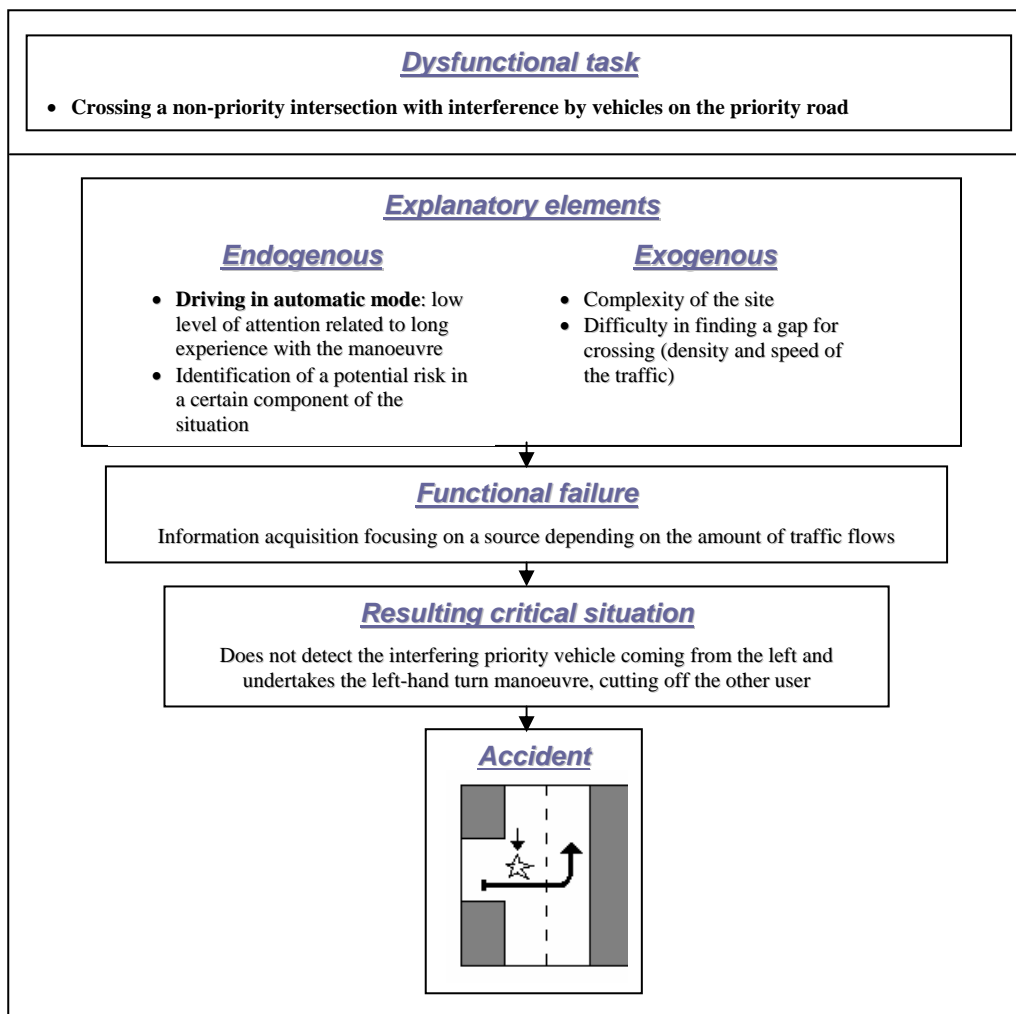 Dysfunctional task
• Crossing a non-priority intersection with interference by vehicles on the priority road
Explanatory elements
Endogenous
• Driving in automatic mode: low
level of attention related to long
experience with the manoeuvre
• Identification of a potential risk in
a certain component of the
situation
Exogenous
• Complexity of the site
• Difficulty in finding a gap for
crossing (density and speed of
the traffic)
Functional failure
Information acquisition focusing on a source depending on the amount of traffic flows
Resulting critical situation
Does not detect the interfering priority vehicle coming from the left and
undertakes the left-hand turn manoeuvre, cutting off the other user
Accident